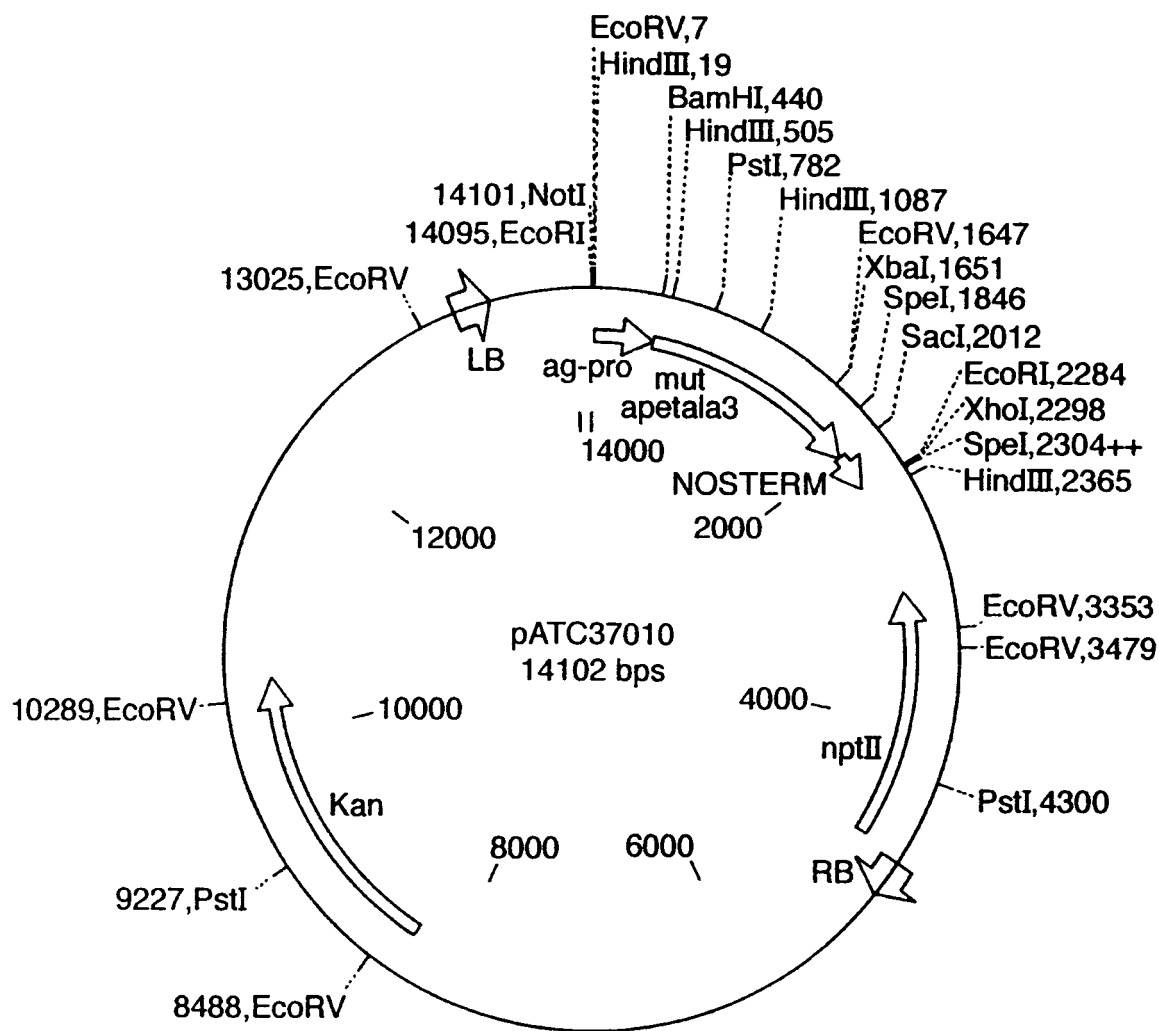 EcoRV,7
HindIII,19
BamHI,440
HindIII,505
PstI,782
14101,NotI
HindIII,1087
14095,EcoRI
EcoRV,1647
13025,EcoRV
XbaI,1651
SpeI,1846
SacI,2012
LB
ag-pro
mut
apetala3
EcoRI,2284
XhoI,2298
SpeI,2304++
HindIII,2365
14000
NOSTERM
2000
12000
EcoRV,3353
pATC37010
EcoRV,3479
14102 bps
10289,EcoRV
10000
4000
nptII
Kan
PstI,4300
8000
6000
RB
9227,PstI
8488,EcoRV